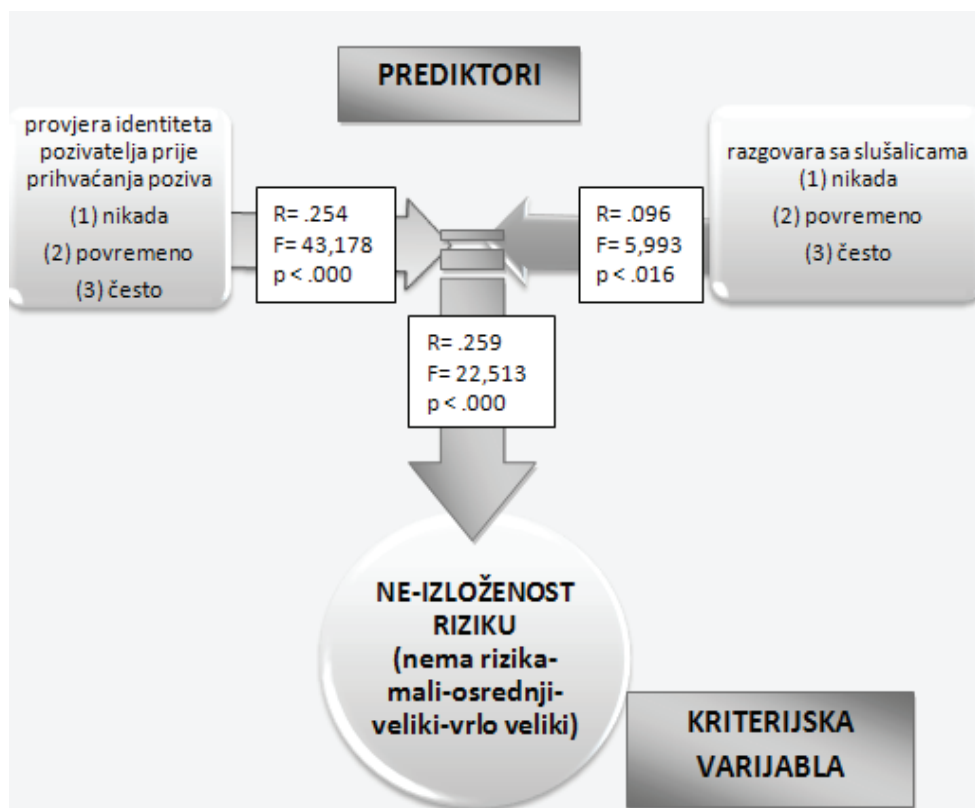 PREDIKTORI
provjera identiteta
pozivatelja prije
prihvaćanja poziva
(1) nikada
(2) povremeno
(3) često
R= .254
F= 43,178
p < .000
R= .096
F= 5,993
p < .016
razgovara sa slušalicama
(1) nikada
(2) povremeno
(3) često
R= .259
F= 22,513
p < .000
NE-IZLOŽENOST
RIZIKU
(nema rizika-
mali-osrednji-
veliki-vrlo veliki)
KRITERIJSKA
VARIJABLA